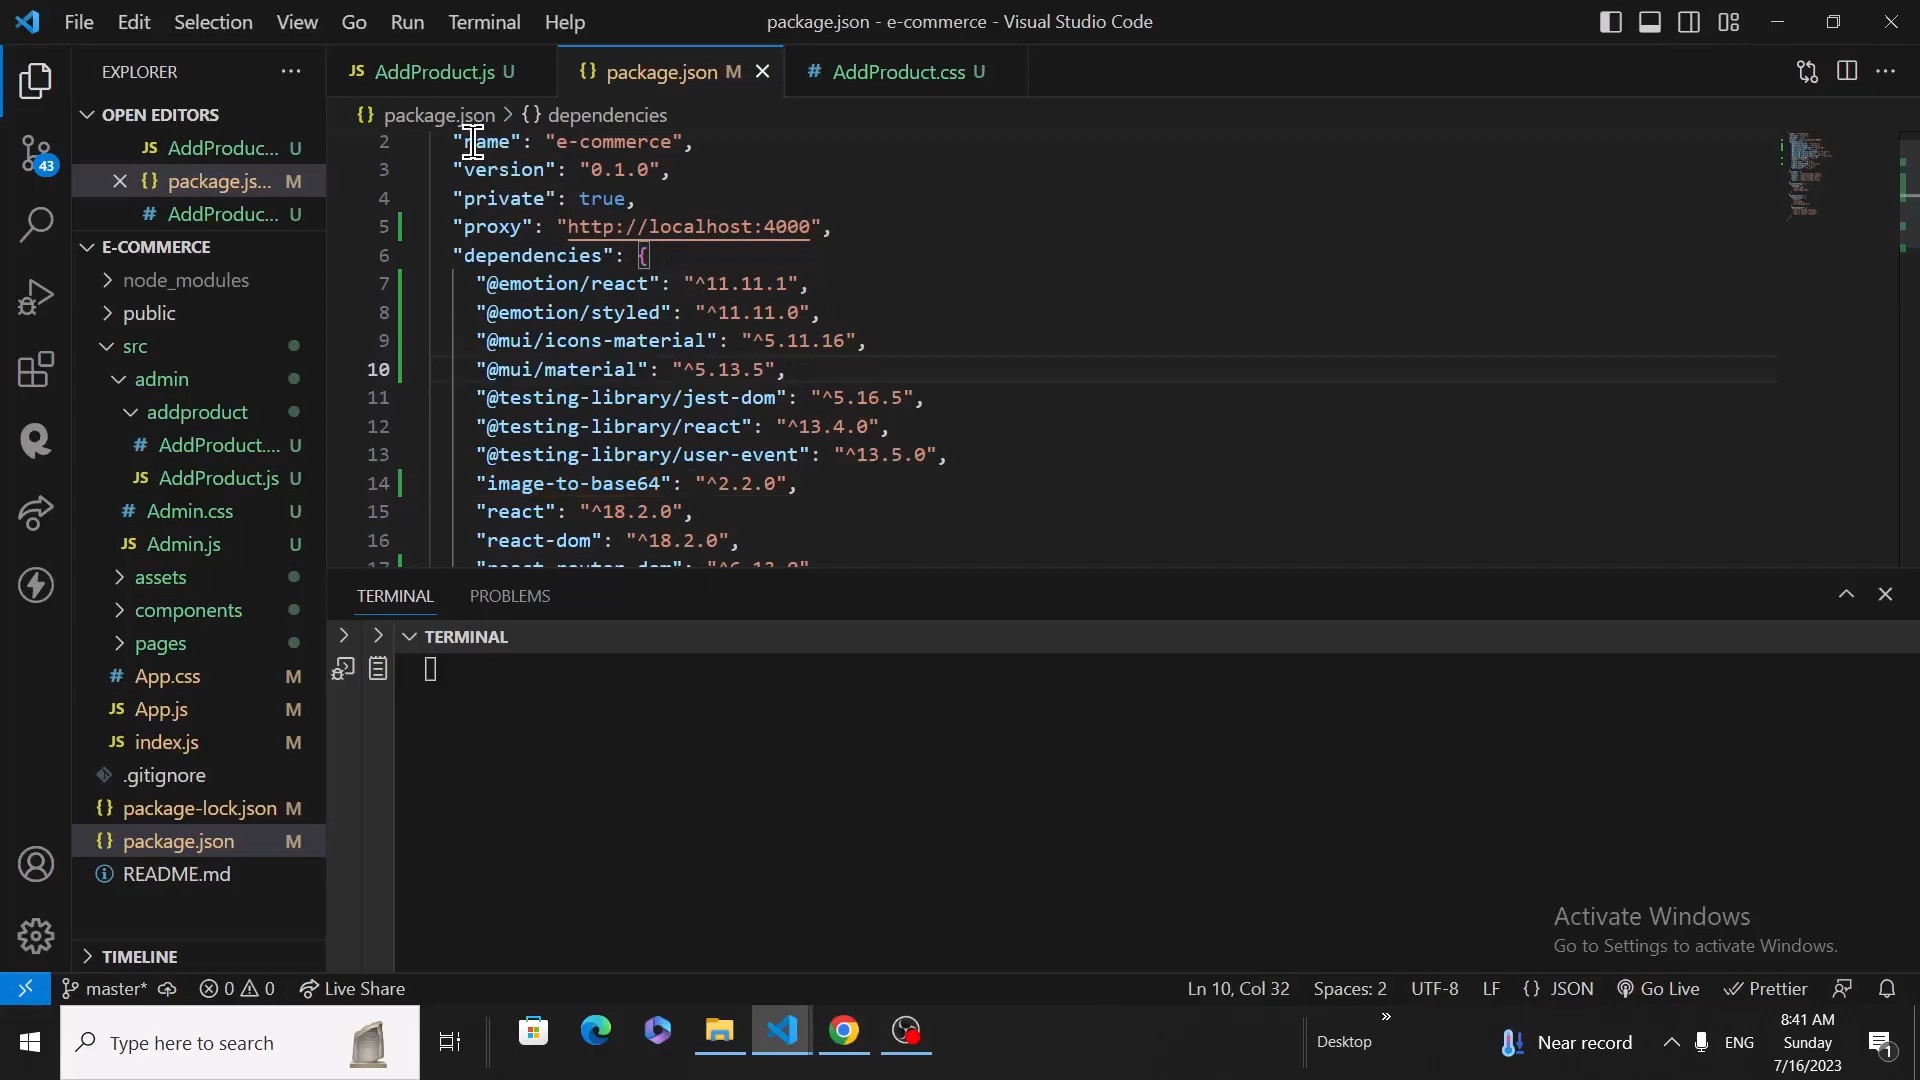 File Edit Selection View Go Run Terminal Help
package.json - e-commerce - Visual Studio Code
EXPLORER
OPEN EDITORS
JS AddProduc... U
{} package.js... M
# AddProduc... U
E-COMMERCE
node_modules
public
src
admin
addproduct
# AddProduct.... U
JS AddProduct.js U
# Admin.css U
JS Admin.js U
assets
components
pages
# App.css M
JS App.js M
JS index.js M
.gitignore
{} package-lock.json M
{} package.json M
README.md
TIMELINE
43
JS AddProduct.js U
{} package.json M
# AddProduct.css U
{} package.json > {} dependencies
2 "name": "e-commerce",
3 "version": "0.1.0",
4 "private": true,
5 "proxy": "http://localhost:4000",
6 "dependencies": {
7 "@emotion/react": "^11.11.1",
8 "@emotion/styled": "^11.11.0",
9 "@mui/icons-material": "^5.11.16",
10 "@mui/material": "^5.13.5",
11 "@testing-library/jest-dom": "^5.16.5",
12 "@testing-library/react": "^13.4.0",
13 "@testing-library/user-event": "^13.5.0",
14 "image-to-base64": "^2.2.0",
15 "react": "^18.2.0",
16 "react-dom": "^18.2.0",
TERMINAL PROBLEMS
TERMINAL
Activate Windows
Go to Settings to activate Windows.
master* 0 0 Live Share
Ln 10, Col 32 Spaces: 2 UTF-8 LF {} JSON Go Live Prettier
Type here to search
Desktop
Near record
ENG
8:41 AM
Sunday
7/16/2023
1